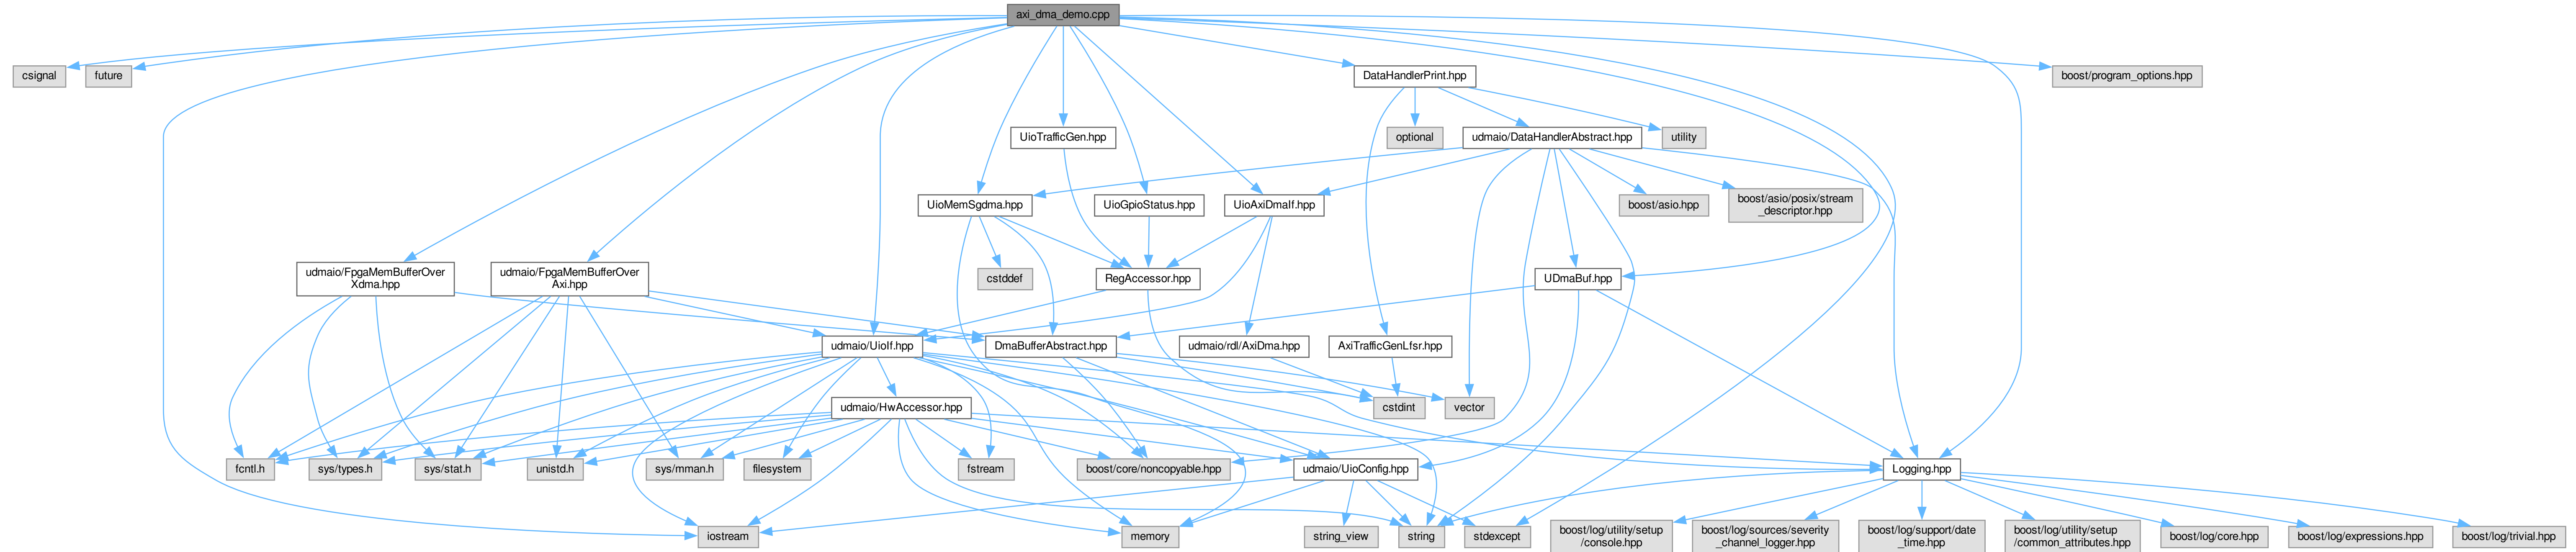 axi_dma_demo.cpp
csignal
future
DataHandlerPrint.hpp
boost/program_options.hpp
UioTrafficGen.hpp
optional
udmaio/DataHandlerAbstract.hpp
utility
UioMemSgdma.hpp
UioGpioStatus.hpp
UioAxiDmaIf.hpp
boost/asio.hpp
boost/asio/posix/stream
_descriptor.hpp
udmaio/FpgaMemBufferOver
Xdma.hpp
udmaio/FpgaMemBufferOver
Axi.hpp
cstddef
RegAccessor.hpp
UDmaBuf.hpp
udmaio/UioIf.hpp
DmaBufferAbstract.hpp
udmaio/rdl/AxiDma.hpp
AxiTrafficGenLfsr.hpp
udmaio/HwAccessor.hpp
cstdint
vector
fcntl.h
sys/types.h
sys/stat.h
unistd.h
sys/mman.h
filesystem
fstream
boost/core/noncopyable.hpp
udmaio/UioConfig.hpp
Logging.hpp
iostream
memory
string_view
string
stdexcept
boost/log/utility/setup
/console.hpp
boost/log/sources/severity
_channel_logger.hpp
boost/log/support/date
_time.hpp
boost/log/utility/setup
/common_attributes.hpp
boost/log/core.hpp
boost/log/expressions.hpp
boost/log/trivial.hpp